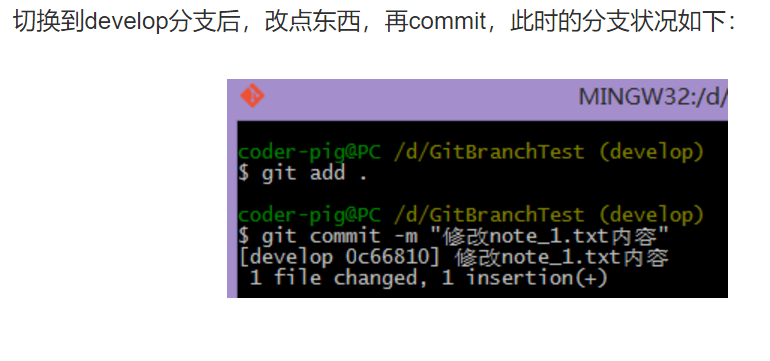 切换到develop分支后，改点东西，再commit，此时的分支状况如下：
MINGW32:/d/
coder-pig@PC /d/GitBranchTest (develop)
$ git add .
coder-pig@PC /d/GitBranchTest (develop)
$ git commit -m "修改note_1.txt内容"
[develop 0c66810] 修改note_1.txt内容
1 file changed, 1 insertion(+)